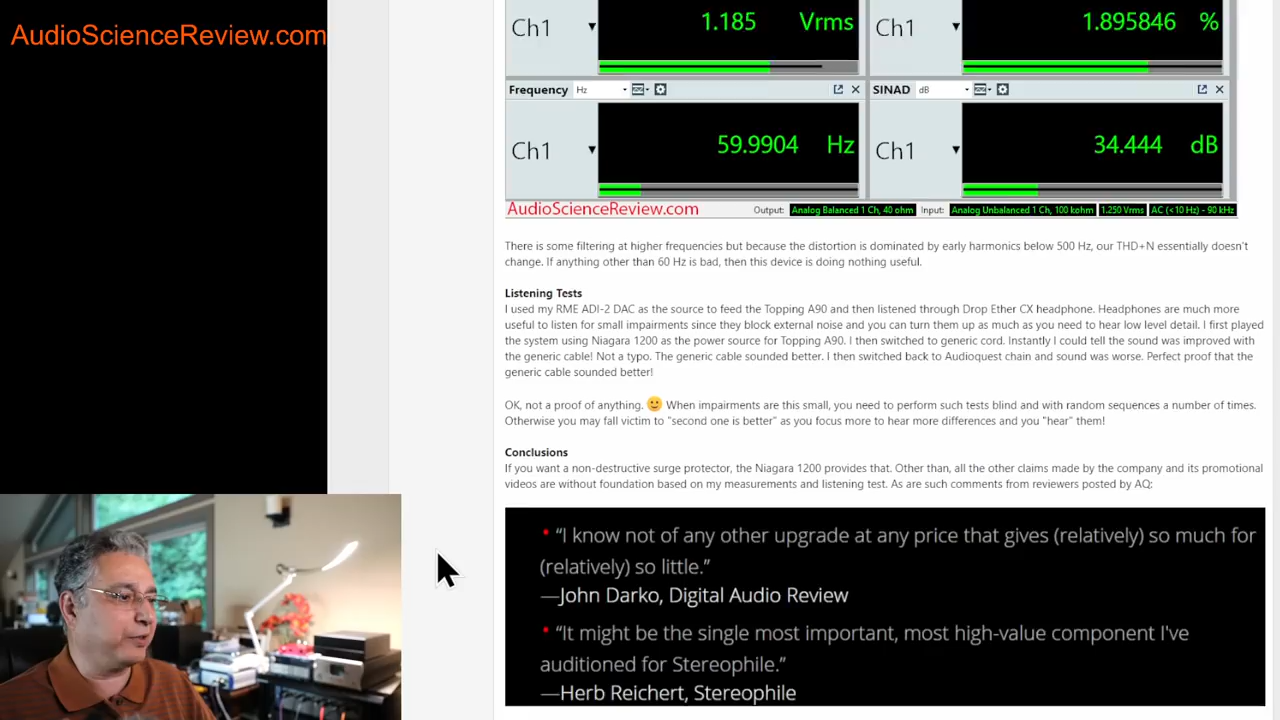 AudioScienceReview.com
Ch1 1.185 Vrms
Ch1 1.895846 %
Frequency Hz
SINAD dB
Ch1 59.9904 Hz
Ch1 34.444 dB
AudioScienceReview.com Output: Analog Balanced 1 Ch, 40 ohm Input: Analog Unbalanced 1 Ch, 100 kohm 1.250 Vrms AC (<10 Hz) - 90 kHz
There is some filtering at higher frequencies but because the distortion is dominated by early harmonics below 500 Hz, our THD+N essentially doesn't
change. If anything other than 60 Hz is bad, then this device is doing nothing useful.
Listening Tests
I used my RME ADI-2 DAC as the source to feed the Topping A90 and then listened through Drop Ether CX headphone. Headphones are much more
useful to listen for small impairments since they block external noise and you can turn them up as much as you need to hear low level detail. I first played
the system using Niagara 1200 as the power source for Topping A90. I then switched to generic cord. Instantly I could tell the sound was improved with
the generic cable! Not a typo. The generic cable sounded better. I then switched back to Audioquest chain and sound was worse. Perfect proof that the
generic cable sounded better!
OK, not a proof of anything. 🙂 When impairments are this small, you need to perform such tests blind and with random sequences a number of times.
Otherwise you may fall victim to "second one is better" as you focus more to hear more differences and you "hear" them!
Conclusions
If you want a non-destructive surge protector, the Niagara 1200 provides that. Other than, all the other claims made by the company and its promotional
videos are without foundation based on my measurements and listening test. As are such comments from reviewers posted by AQ:
• “I know not of any other upgrade at any price that gives (relatively) so much for
(relatively) so little.”
—John Darko, Digital Audio Review
• “It might be the single most important, most high-value component I've
auditioned for Stereophile.”
—Herb Reichert, Stereophile